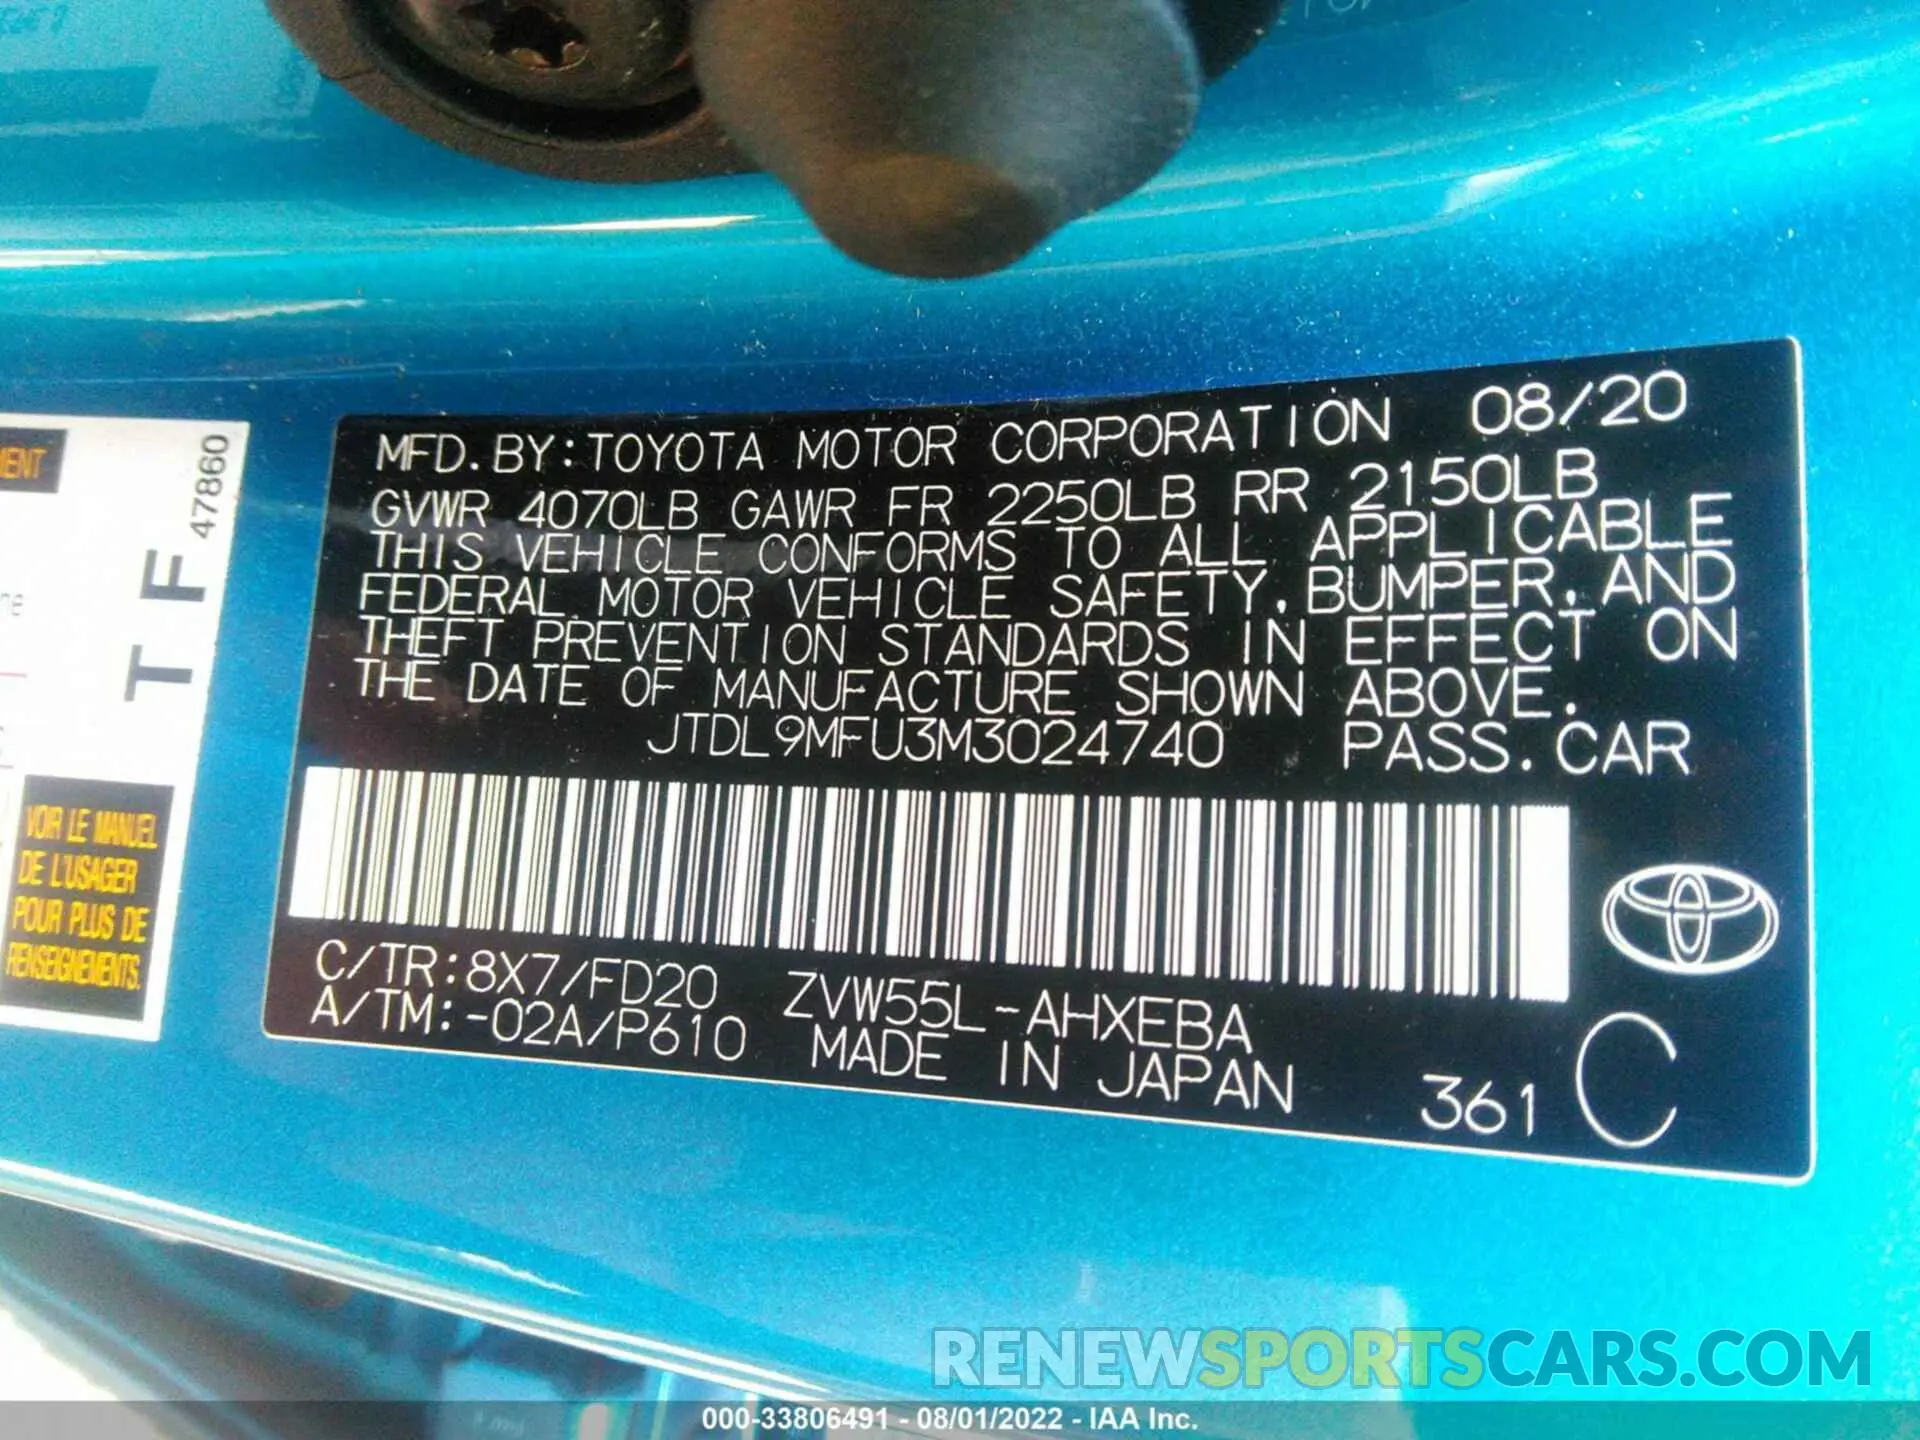 MFD. BY: TOYOTA MOTOR CORPORATION 08/20
GVWR 4070LB GAWR FR 2250LB RR 2150LB
THIS VEHICLE CONFORMS TO ALL APPLICABLE
FEDERAL MOTOR VEHICLE SAFETY, BUMPER, AND
THEFT PREVENTION STANDARDS IN EFFECT ON
THE DATE OF MANUFACTURE SHOWN ABOVE.
JTDL9MFU3M3024740 PASS. CAR
C/TR: 8X7/FD20 ZVW55L-AHXEBA
A/TM: -02A/P610 MADE IN JAPAN
361 C
47860
T F
VOIR LE MANUEL
DE L'USAGER
POUR PLUS DE
RENSEIGNEMENTS.
RENEWSPORTSCARS.COM
000-33806491 - 08/01/2022 - IAA Inc.